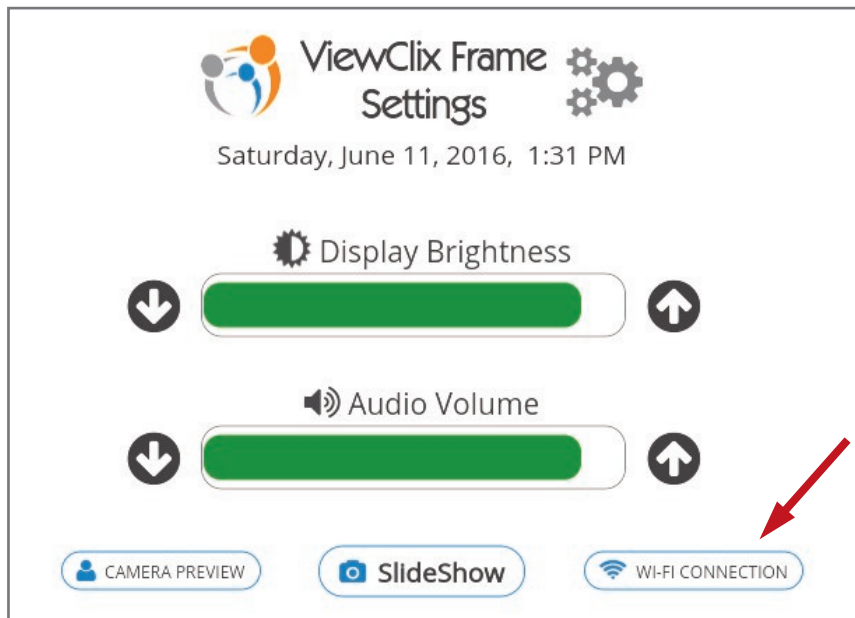 ViewClix Frame
Settings
Saturday, June 11, 2016, 1:31 PM
Display Brightness
Audio Volume
CAMERA PREVIEW
SlideShow
WI-FI CONNECTION